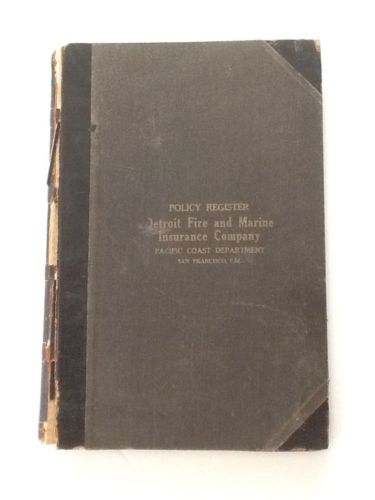 POLICY REGISTER
Detroit Fire and Marine
Insurance Company
PACIFIC COAST DEPARTMENT
SAN FRANCISCO, CAL.